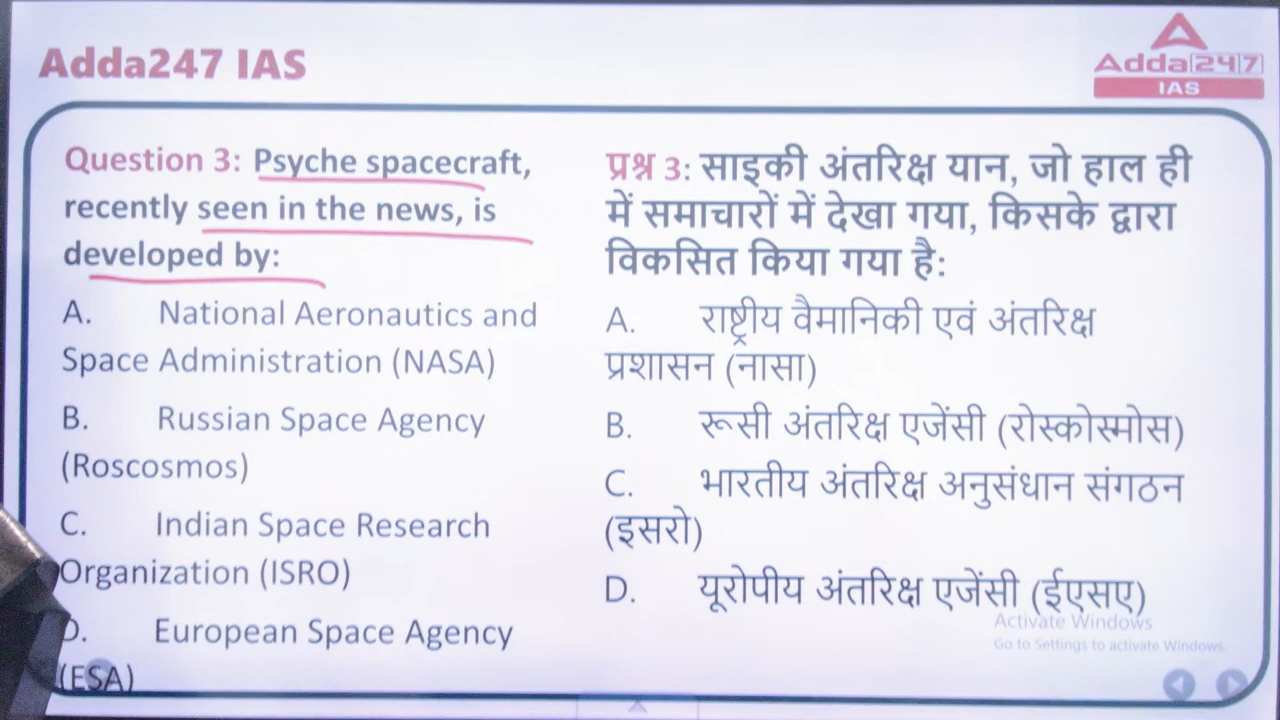 Adda247 IAS
Adda247
IAS
Question 3: Psyche spacecraft,
recently seen in the news, is
developed by:
A. National Aeronautics and
Space Administration (NASA)
B. Russian Space Agency
(Roscosmos)
C. Indian Space Research
Organization (ISRO)
D. European Space Agency
(ESA)
प्रश्न 3: साइकी अंतरिक्ष यान, जो हाल ही
में समाचारों में देखा गया, किसके द्वारा
विकसित किया गया है:
A. राष्ट्रीय वैमानिकी एवं अंतरिक्ष
प्रशासन (नासा)
B. रूसी अंतरिक्ष एजेंसी (रोस्कोस्मोस)
C. भारतीय अंतरिक्ष अनुसंधान संगठन
(इसरो)
D. यूरोपीय अंतरिक्ष एजेंसी (ईएसए)
Activate Windows
Go to Settings to activate Windows.